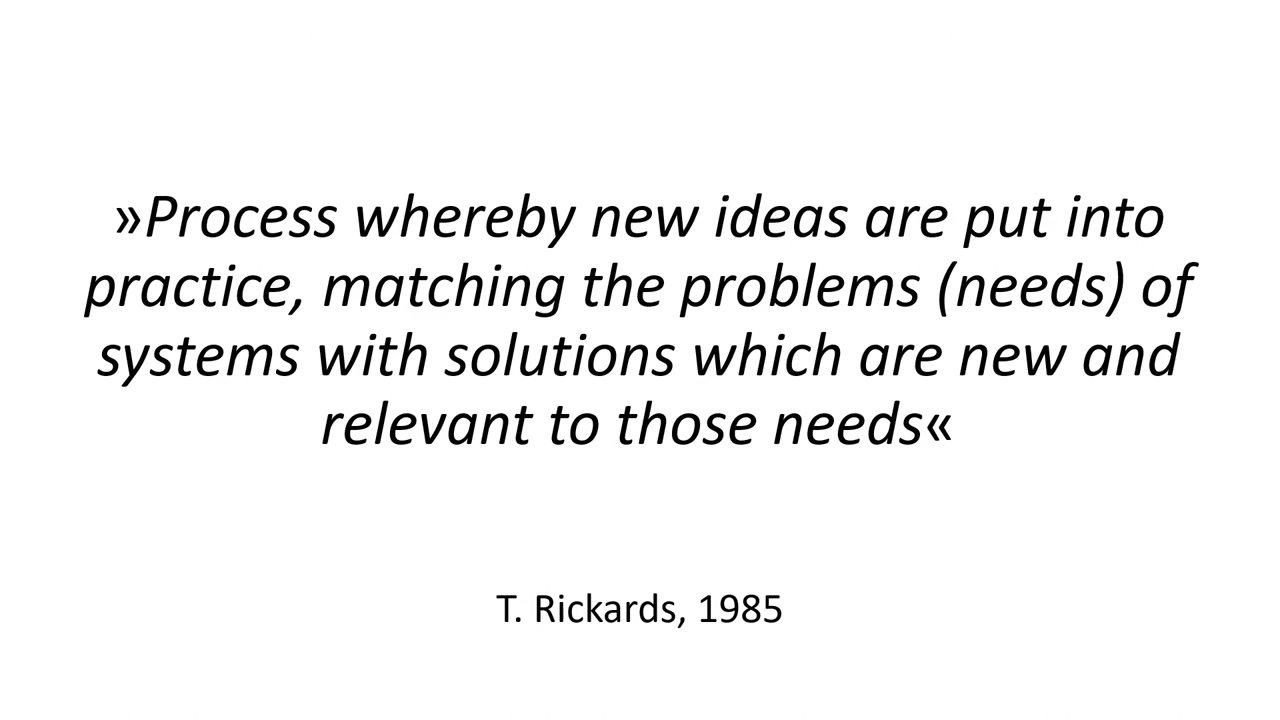 »Process whereby new ideas are put into
practice, matching the problems (needs) of
systems with solutions which are new and
relevant to those needs«
T. Rickards, 1985